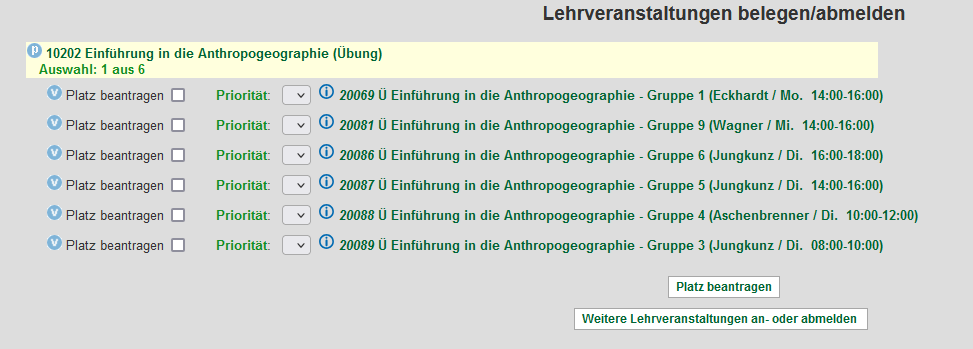 Lehrveranstaltungen belegen/abmelden
p 10202 Einführung in die Anthropogeographie (Übung)
Auswahl: 1 aus 6
v Platz beantragen Priorität: i 20069 Ü Einführung in die Anthropogeographie - Gruppe 1 (Eckhardt / Mo. 14:00-16:00)
v Platz beantragen Priorität: i 20081 Ü Einführung in die Anthropogeographie - Gruppe 9 (Wagner / Mi. 14:00-16:00)
v Platz beantragen Priorität: i 20086 Ü Einführung in die Anthropogeographie - Gruppe 6 (Jungkunz / Di. 16:00-18:00)
v Platz beantragen Priorität: i 20087 Ü Einführung in die Anthropogeographie - Gruppe 5 (Jungkunz / Di. 14:00-16:00)
v Platz beantragen Priorität: i 20088 Ü Einführung in die Anthropogeographie - Gruppe 4 (Aschenbrenner / Di. 10:00-12:00)
v Platz beantragen Priorität: i 20089 Ü Einführung in die Anthropogeographie - Gruppe 3 (Jungkunz / Di. 08:00-10:00)
Platz beantragen
Weitere Lehrveranstaltungen an- oder abmelden